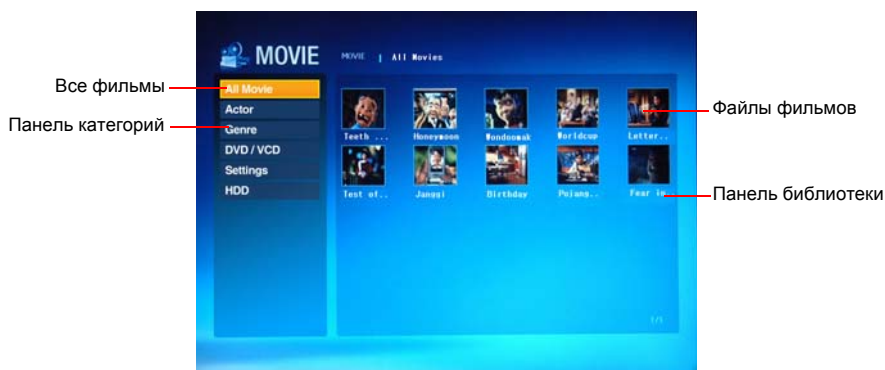 MOVIE
MOVIE | All Movies
Все фильмы
Панель категорий
All Movie
Actor
Genre
DVD / VCD
Settings
HDD
Teeth ...
Honeymoon
Wondoomak
Worldcup
Letter..
Test of..
Janggi
Birthday
Pojang..
Fear in
1/1
Файлы фильмов
Панель библиотеки